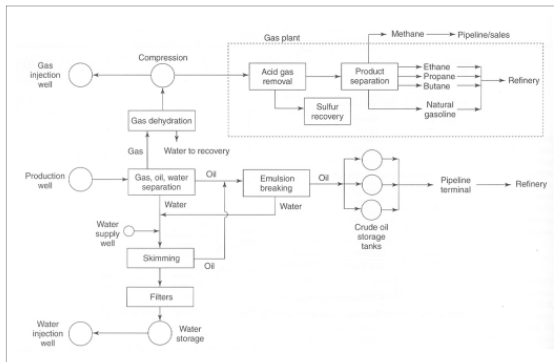 Gas plant
Methane
Pipeline/sales
Gas
injection
well
Compression
Acid gas
removal
Product
separation
Ethane
Propane
Butane
Refinery
Sulfur
recovery
Natural
gasoline
Gas dehydration
Gas
Water to recovery
Production
well
Gas, oil, water
separation
Oil
Emulsion
breaking
Oil
Pipeline
terminal
Refinery
Water
Water
Water
supply
well
Crude oil
storage
tanks
Skimming
Oil
Filters
Water
injection
well
Water
storage